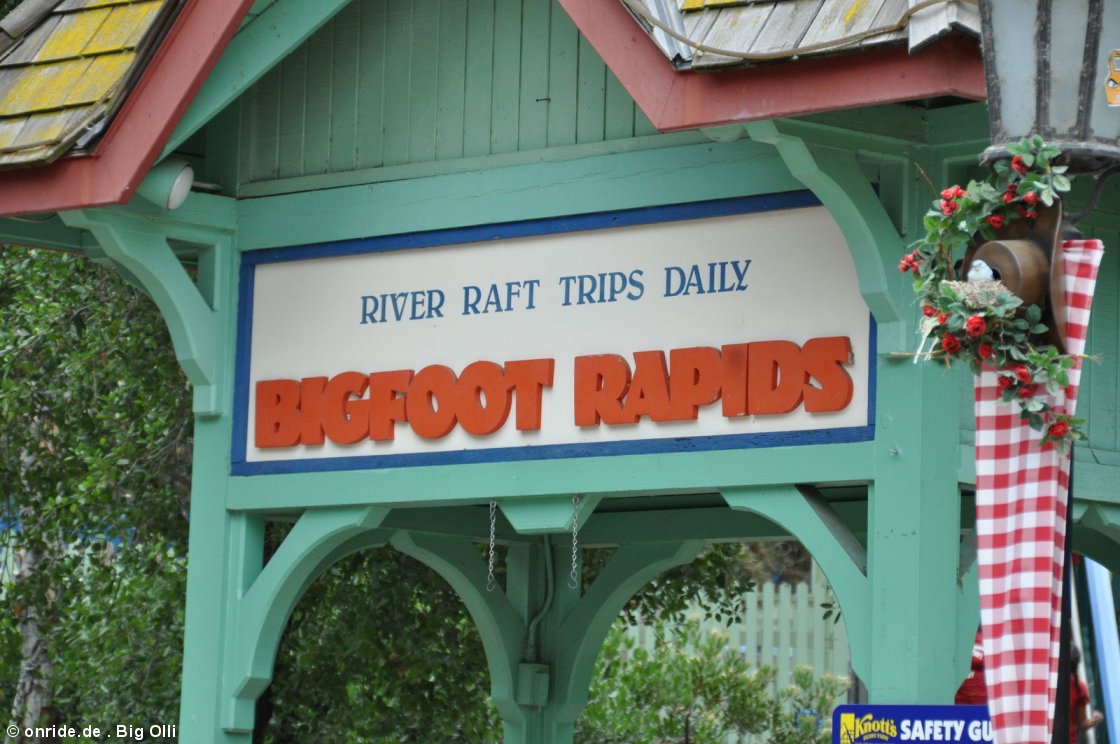 RIVER RAFT TRIPS DAILY
BIGFOOT RAPIDS
Knott's SAFETY GU
© onride.de . Big Olli